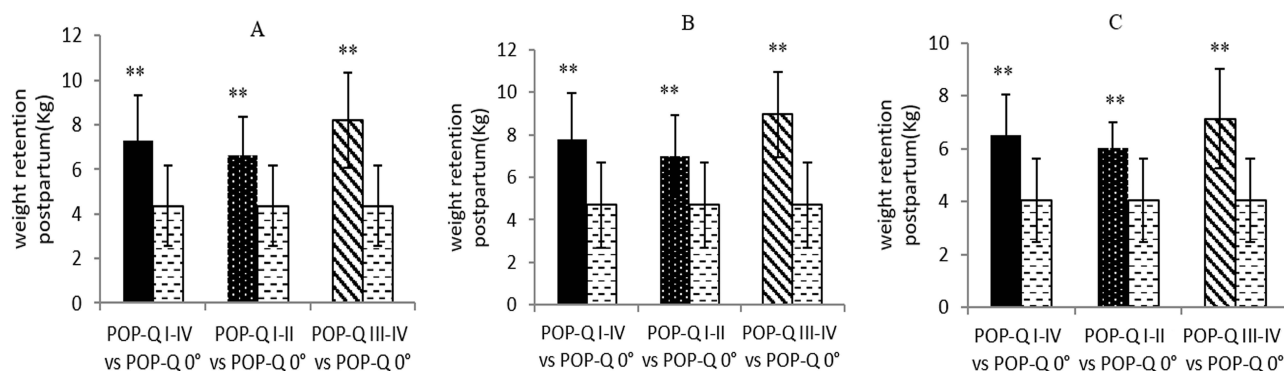 A
weight retention
postpartum(Kg)
12
10
8
6
4
2
0
**
**
**
POP-Q I-IV
vs POP-Q 0°
POP-Q I-II
vs POP-Q 0°
POP-Q III-IV
vs POP-Q 0°
B
weight retention
postpartum(Kg)
12
10
8
6
4
2
0
**
**
**
POP-Q I-IV
vs POP-Q 0°
POP-Q I-II
vs POP-Q 0°
POP-Q III-IV
vs POP-Q 0°
C
weight retention
postpartum(Kg)
10
8
6
4
2
0
**
**
**
POP-Q I-IV
vs POP-Q 0°
POP-Q I-II
vs POP-Q 0°
POP-Q III-IV
vs POP-Q 0°